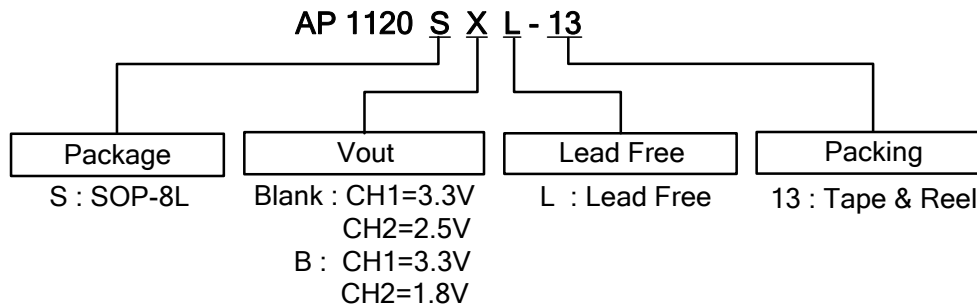 AP 1120 S X L - 13
Package
S : SOP-8L
Vout
Blank : CH1=3.3V
CH2=2.5V
B : CH1=3.3V
CH2=1.8V
Lead Free
L : Lead Free
Packing
13 : Tape & Reel